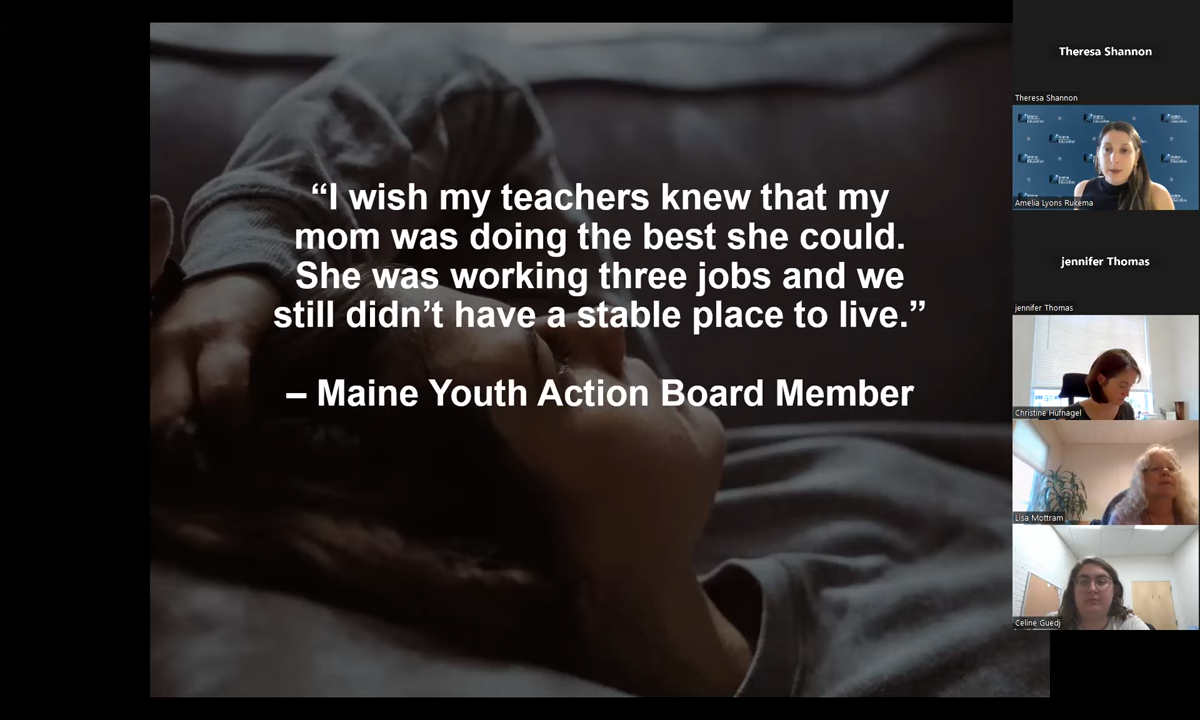 “I wish my teachers knew that my
mom was doing the best she could.
She was working three jobs and we
still didn’t have a stable place to live.”
– Maine Youth Action Board Member
Theresa Shannon
Theresa Shannon
Amelia Lyons Rukema
jennifer Thomas
jennifer Thomas
Christine Hufnagel
Lisa Mottram
Celine Guedj